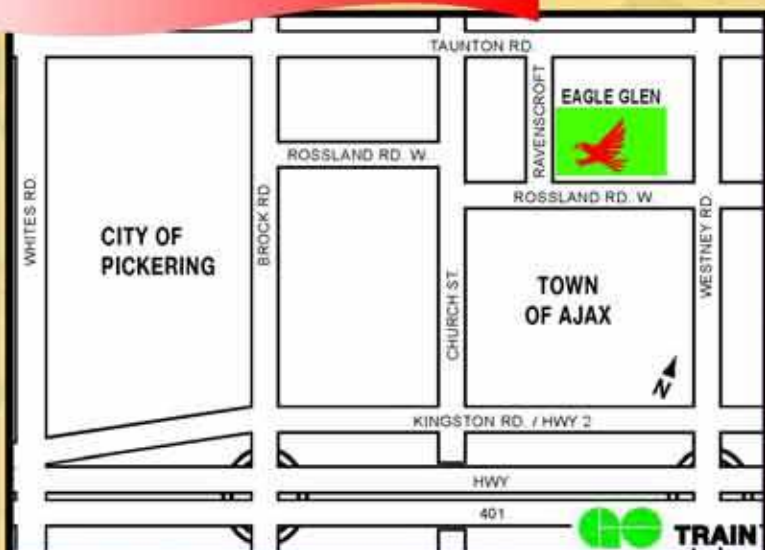 TAUNTON RD.
RAVENSCROFT
EAGLE GLEN
ROSSLAND RD. W.
ROSSLAND RD. W.
WHITES RD.
CITY OF
PICKERING
BROCK RD.
CHURCH ST.
TOWN
OF AJAX
WESTNEY RD.
N
KINGSTON RD. / HWY 2
HWY
401
GO TRAIN